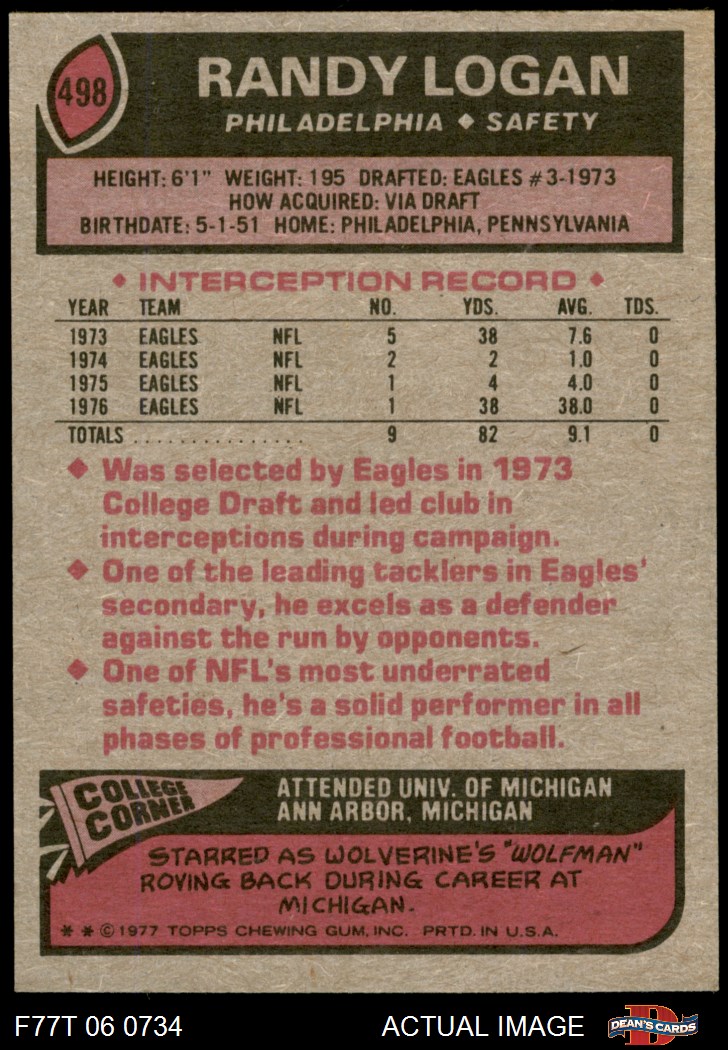 498
RANDY LOGAN
PHILADELPHIA ◆ SAFETY
HEIGHT: 6'1" WEIGHT: 195 DRAFTED: EAGLES #3-1973
HOW ACQUIRED: VIA DRAFT
BIRTHDATE: 5-1-51 HOME: PHILADELPHIA, PENNSYLVANIA
◆ INTERCEPTION RECORD ◆
YEAR TEAM NO. YDS. AVG. TDS.
1973 EAGLES NFL 5 38 7.6 0
1974 EAGLES NFL 2 2 1.0 0
1975 EAGLES NFL 1 4 4.0 0
1976 EAGLES NFL 1 38 38.0 0
TOTALS ................ 9 82 9.1 0
◆ Was selected by Eagles in 1973
College Draft and led club in
interceptions during campaign.
◆ One of the leading tacklers in Eagles'
secondary, he excels as a defender
against the run by opponents.
◆ One of NFL's most underrated
safeties, he's a solid performer in all
phases of professional football.
COLLEGE
CORNER
ATTENDED UNIV. OF MICHIGAN
ANN ARBOR, MICHIGAN
STARRED AS WOLVERINE'S "WOLFMAN"
ROVING BACK DURING CAREER AT
MICHIGAN.
* * © 1977 TOPPS CHEWING GUM, INC. PRTD. IN U.S.A.
F77T 06 0734 ACTUAL IMAGE
D
DEAN'S CARDS